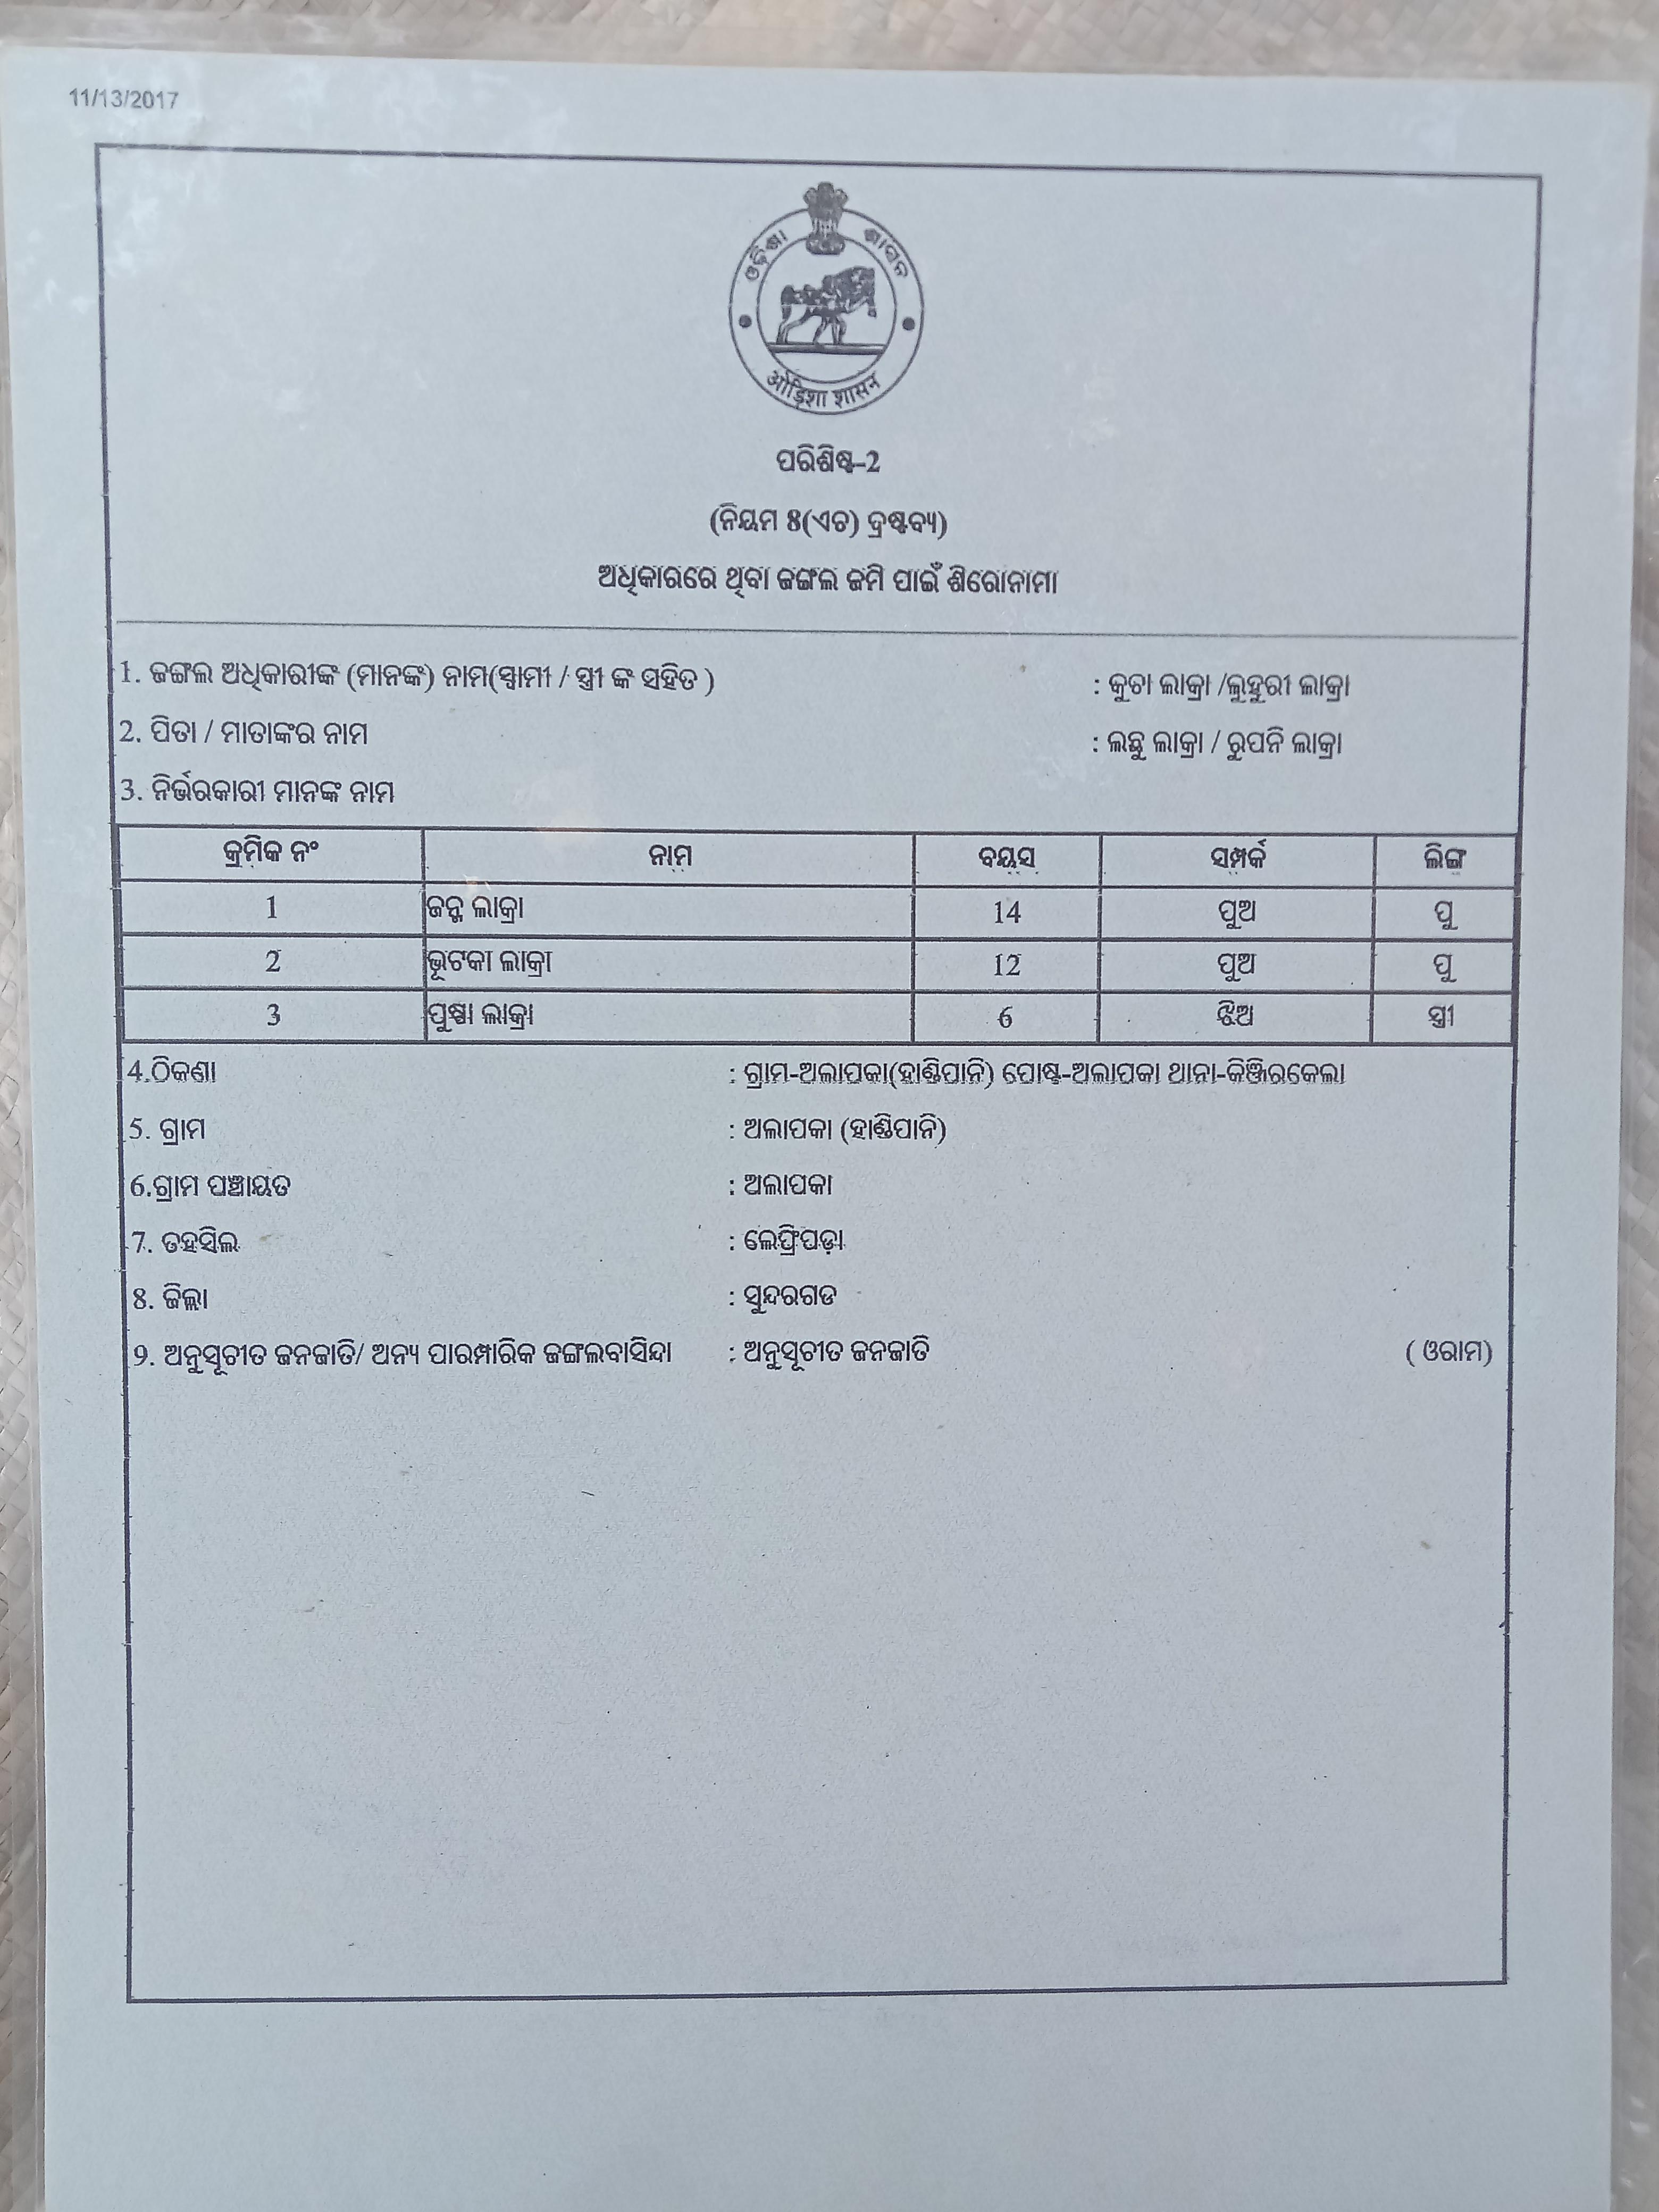 11/13/2017
ଓଡ଼ିଶା ଶାସନ
ओड़िशा शासन
ପରିଶିଷ୍ଟ-2
(ନିୟମ 8(ଏଚ) ଦ୍ରଷ୍ଟବ୍ୟ)
ଅଧିକାରରେ ଥିବା ଜଙ୍ଗଲ ଜମି ପାଇଁ ଶିରୋନାମା
1. ଜଙ୍ଗଲ ଅଧିକାରୀଙ୍କ (ମାନଙ୍କ) ନାମ(ସ୍ୱାମୀ / ସ୍ତ୍ରୀ ଙ୍କ ସହିତ ) : କୁଚା ଲାକ୍ରା /ଲୁହୁରୀ ଲାକ୍ରା
2. ପିତା / ମାତାଙ୍କର ନାମ : ଲଛୁ ଲାକ୍ରା / ରୁପନି ଲାକ୍ରା
3. ନିର୍ଭରକାରୀ ମାନଙ୍କ ନାମ
କ୍ରମିକ ନଂ ନାମ ବୟସ ସମ୍ପର୍କ ଲିଙ୍ଗ
1 ଜନ୍ମ ଲାକ୍ରା 14 ପୁଅ ପୁ
2 ଭୂଟକା ଲାକ୍ରା 12 ପୁଅ ପୁ
3 ପୁଷ୍ପା ଲାକ୍ରା 6 ଝିଅ ସ୍ତ୍ରୀ
4.ଠିକଣା : ଗ୍ରାମ-ଅଲାପକା(ହାଣ୍ଡିପାନି) ପୋଷ୍ଟ-ଅଲାପକା ଥାନା-କିଞ୍ଜିରକେଲା
5. ଗ୍ରାମ : ଅଲାପକା (ହାଣ୍ଡିପାନି)
6.ଗ୍ରାମ ପଞ୍ଚାୟତ : ଅଲାପକା
7. ତହସିଲ : ଲେଫ୍ରିପଡ଼ା
8. ଜିଲ୍ଲା : ସୁନ୍ଦରଗଡ
9. ଅନୁସୂଚୀତ ଜନଜାତି/ ଅନ୍ୟ ପାରମ୍ପାରିକ ଜଙ୍ଗଲବାସିନ୍ଦା : ଅନୁସୂଚୀତ ଜନଜାତି ( ଓରାମ)